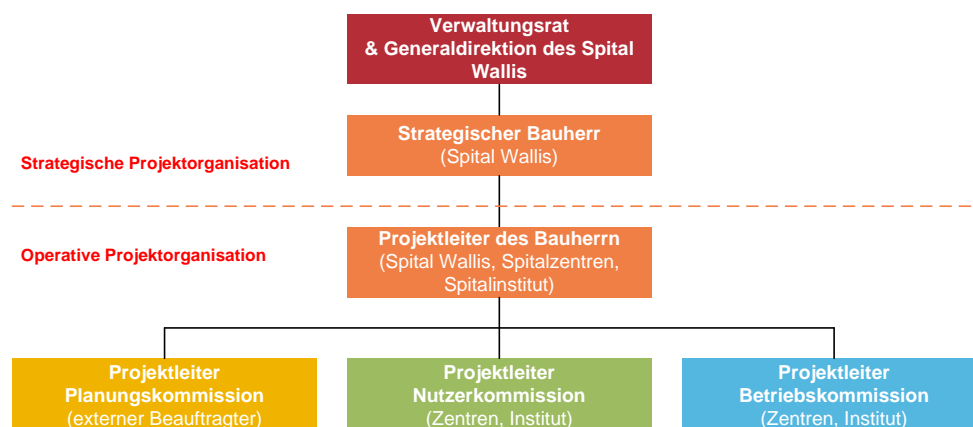 Verwaltungsrat
& Generaldirektion des Spital
Wallis
Strategischer Bauherr
(Spital Wallis)
Strategische Projektorganisation
Projektleiter des Bauherrn
(Spital Wallis, Spitalzentren,
Spitalinstitut)
Operative Projektorganisation
Projektleiter
Planungskommission
(externer Beauftragter)
Projektleiter
Nutzerkommission
(Zentren, Institut)
Projektleiter
Betriebskommission
(Zentren, Institut)